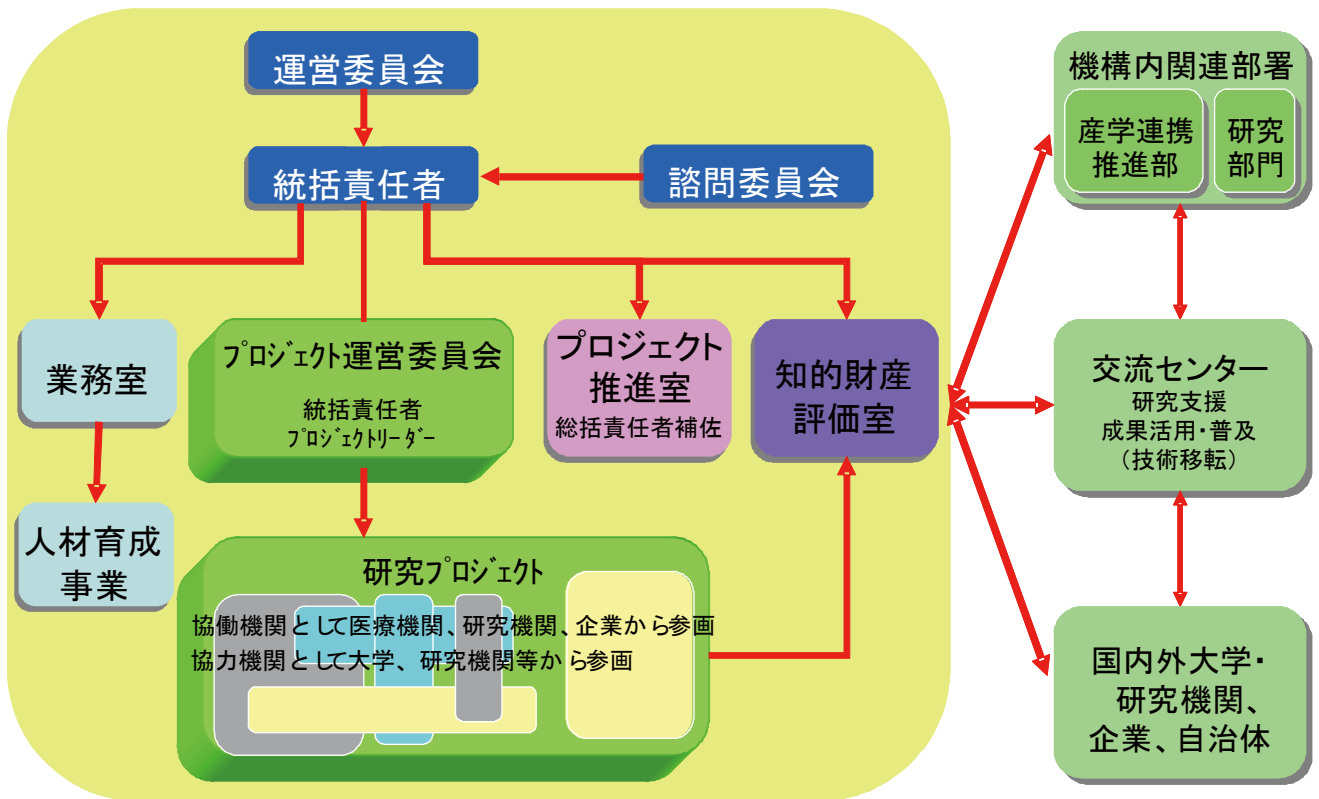 運営委員会
統括責任者
諮問委員会
業務室
人材育成
事業
プロジェクト運営委員会
統括責任者
プロジェクトリーダー
プロジェクト
推進室
総括責任者補佐
知的財産
評価室
研究プロジェクト
協働機関として医療機関、研究機関、企業から参画
協力機関として大学、研究機関等から参画
機構内関連部署
産学連携
推進部
研究
部門
交流センター
研究支援
成果活用・普及
（技術移転）
国内外大学・
研究機関、
企業、自治体